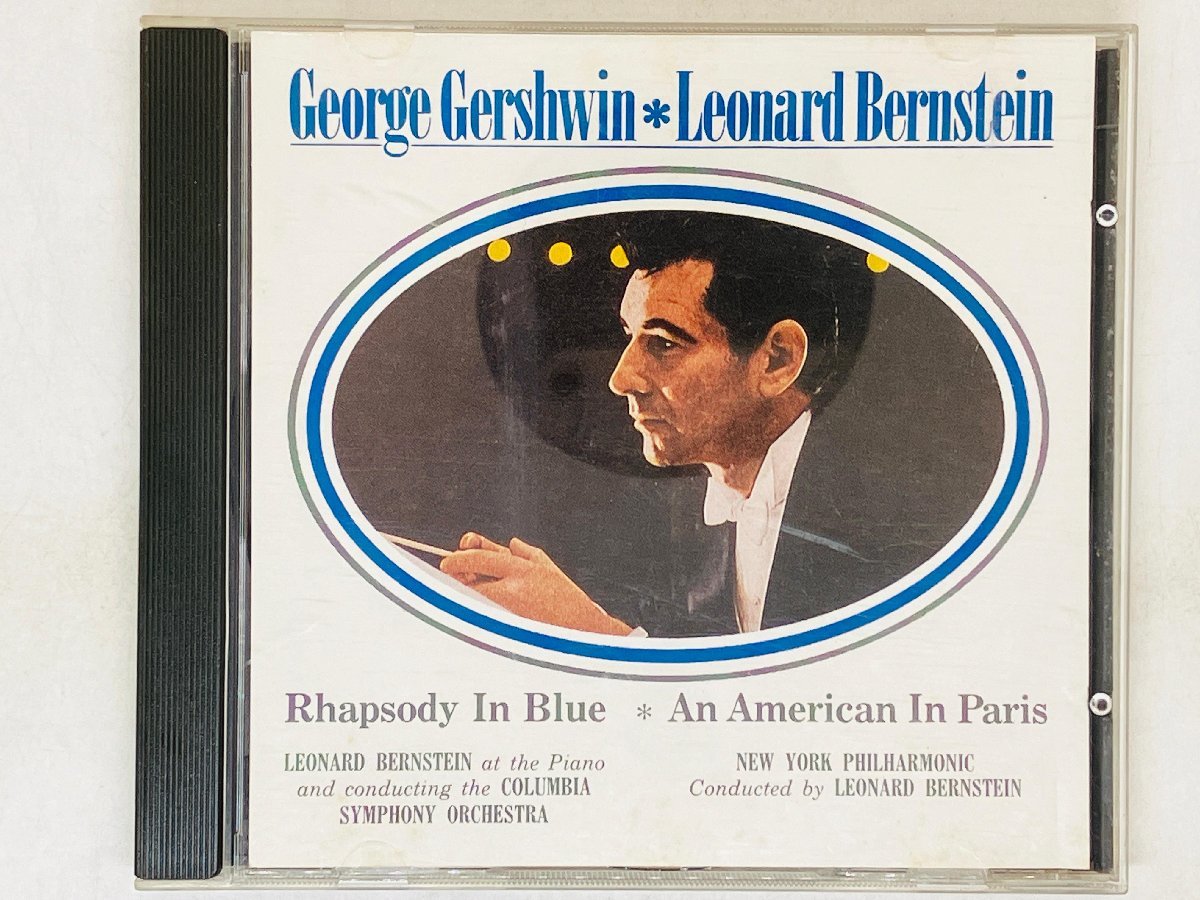 George Gershwin * Leonard Bernstein
Rhapsody In Blue * An American In Paris
LEONARD BERNSTEIN at the Piano
and conducting the COLUMBIA
SYMPHONY ORCHESTRA
NEW YORK PHILHARMONIC
Conducted by LEONARD BERNSTEIN